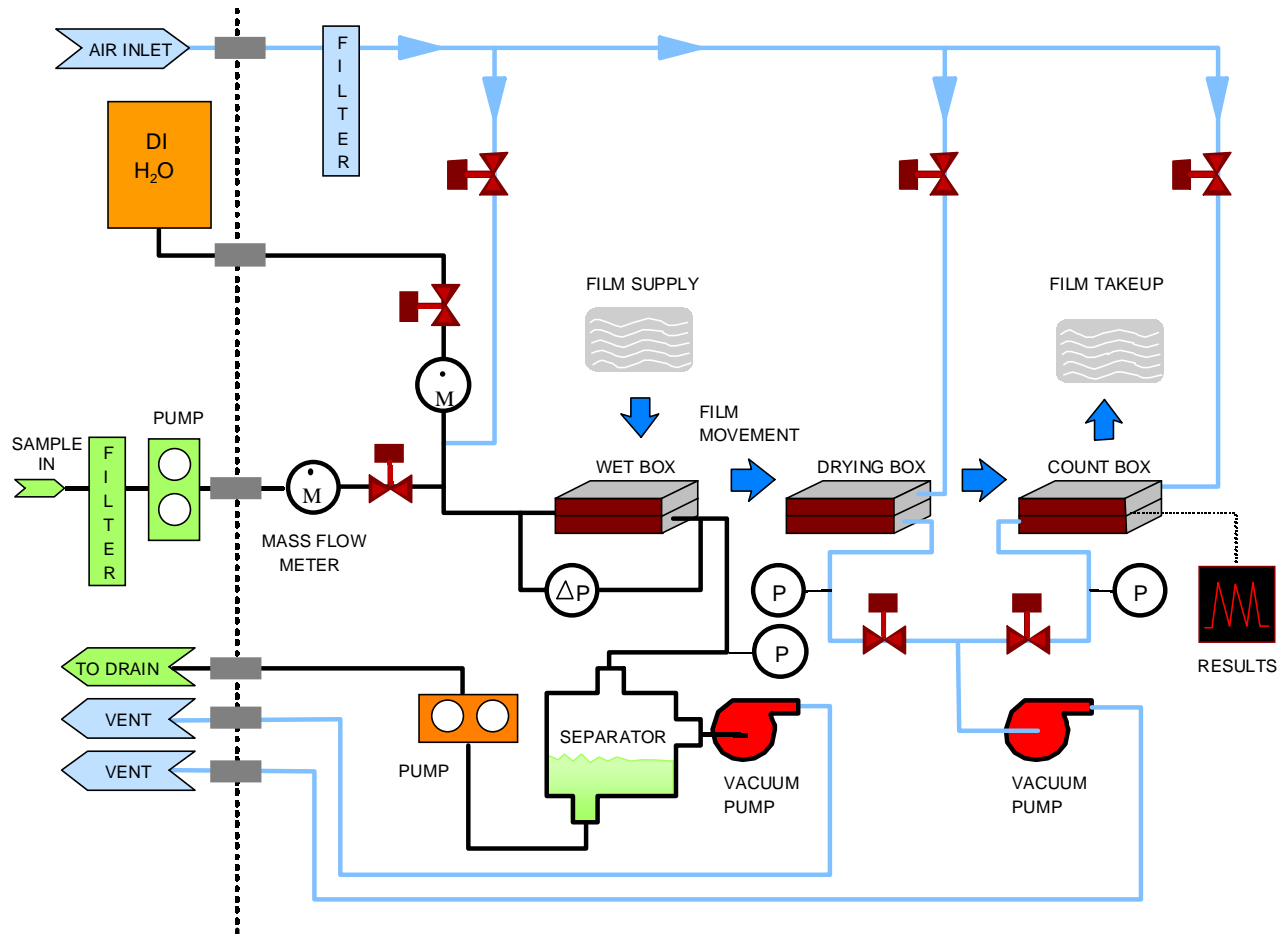 AIR INLET
F
I
L
T
E
R
DI
H₂O
FILM SUPPLY
FILM TAKEUP
M
PUMP
SAMPLE
IN
F
I
L
T
E
R
M
MASS FLOW
METER
FILM
MOVEMENT
WET BOX
DRYING BOX
COUNT BOX
△P
P
P
P
RESULTS
TO DRAIN
VENT
VENT
PUMP
SEPARATOR
VACUUM
PUMP
VACUUM
PUMP